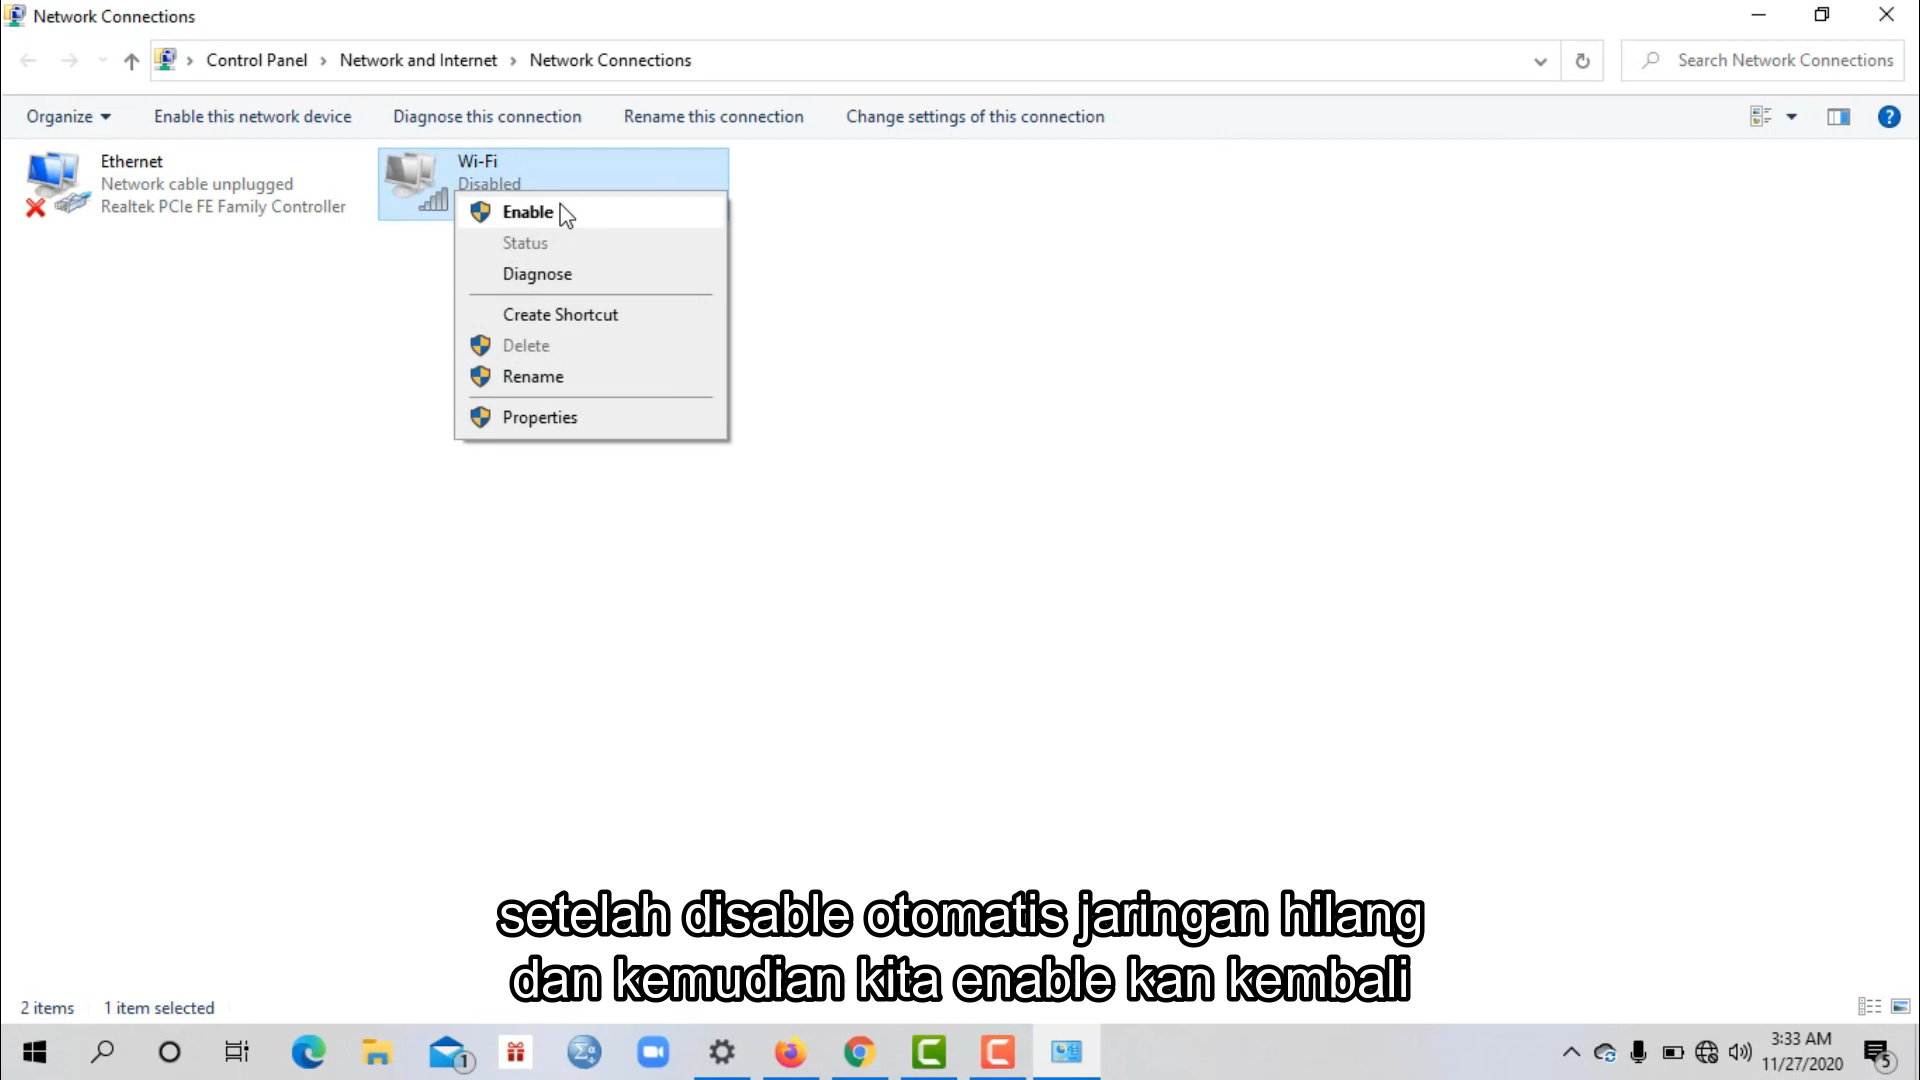 Network Connections
Control Panel > Network and Internet > Network Connections
Search Network Connections
Organize
Enable this network device
Diagnose this connection
Rename this connection
Change settings of this connection
Ethernet
Network cable unplugged
Realtek PCIe FE Family Controller
Wi-Fi
Disabled
Enable
Status
Diagnose
Create Shortcut
Delete
Rename
Properties
setelah disable otomatis jaringan hilang
dan kemudian kita enable kan kembali
2 items
1 item selected
1
3:33 AM
11/27/2020
5